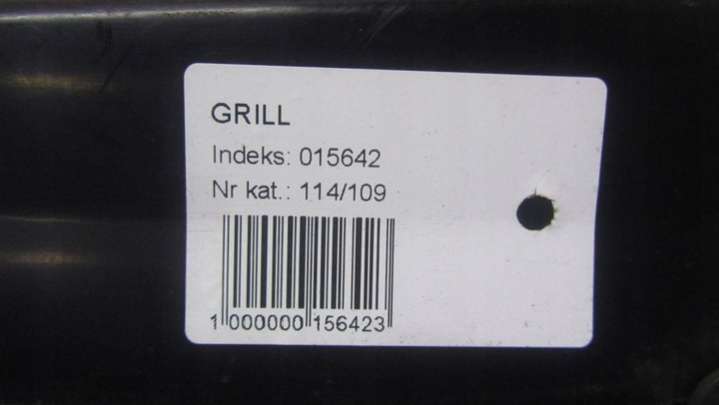 GRILL
Indeks: 015642
Nr kat.: 114/109
1 000000 156423